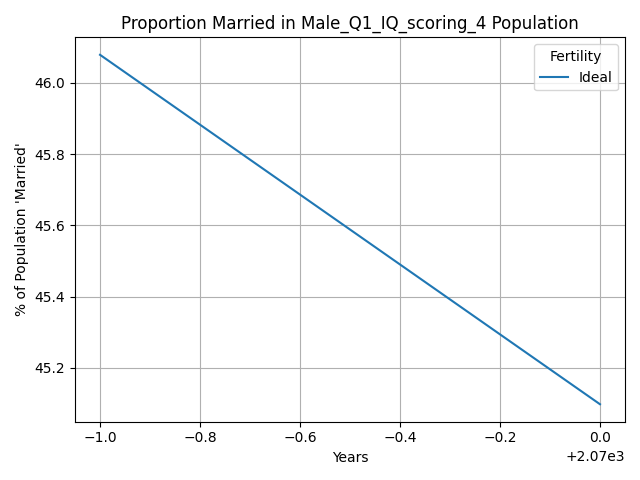 Proportion Married in Male_Q1_IQ_scoring_4 Population
Fertility
Ideal
% of Population 'Married'
46.0
45.8
45.6
45.4
45.2
−1.0
−0.8
−0.6
−0.4
−0.2
0.0
+2.07e3
Years